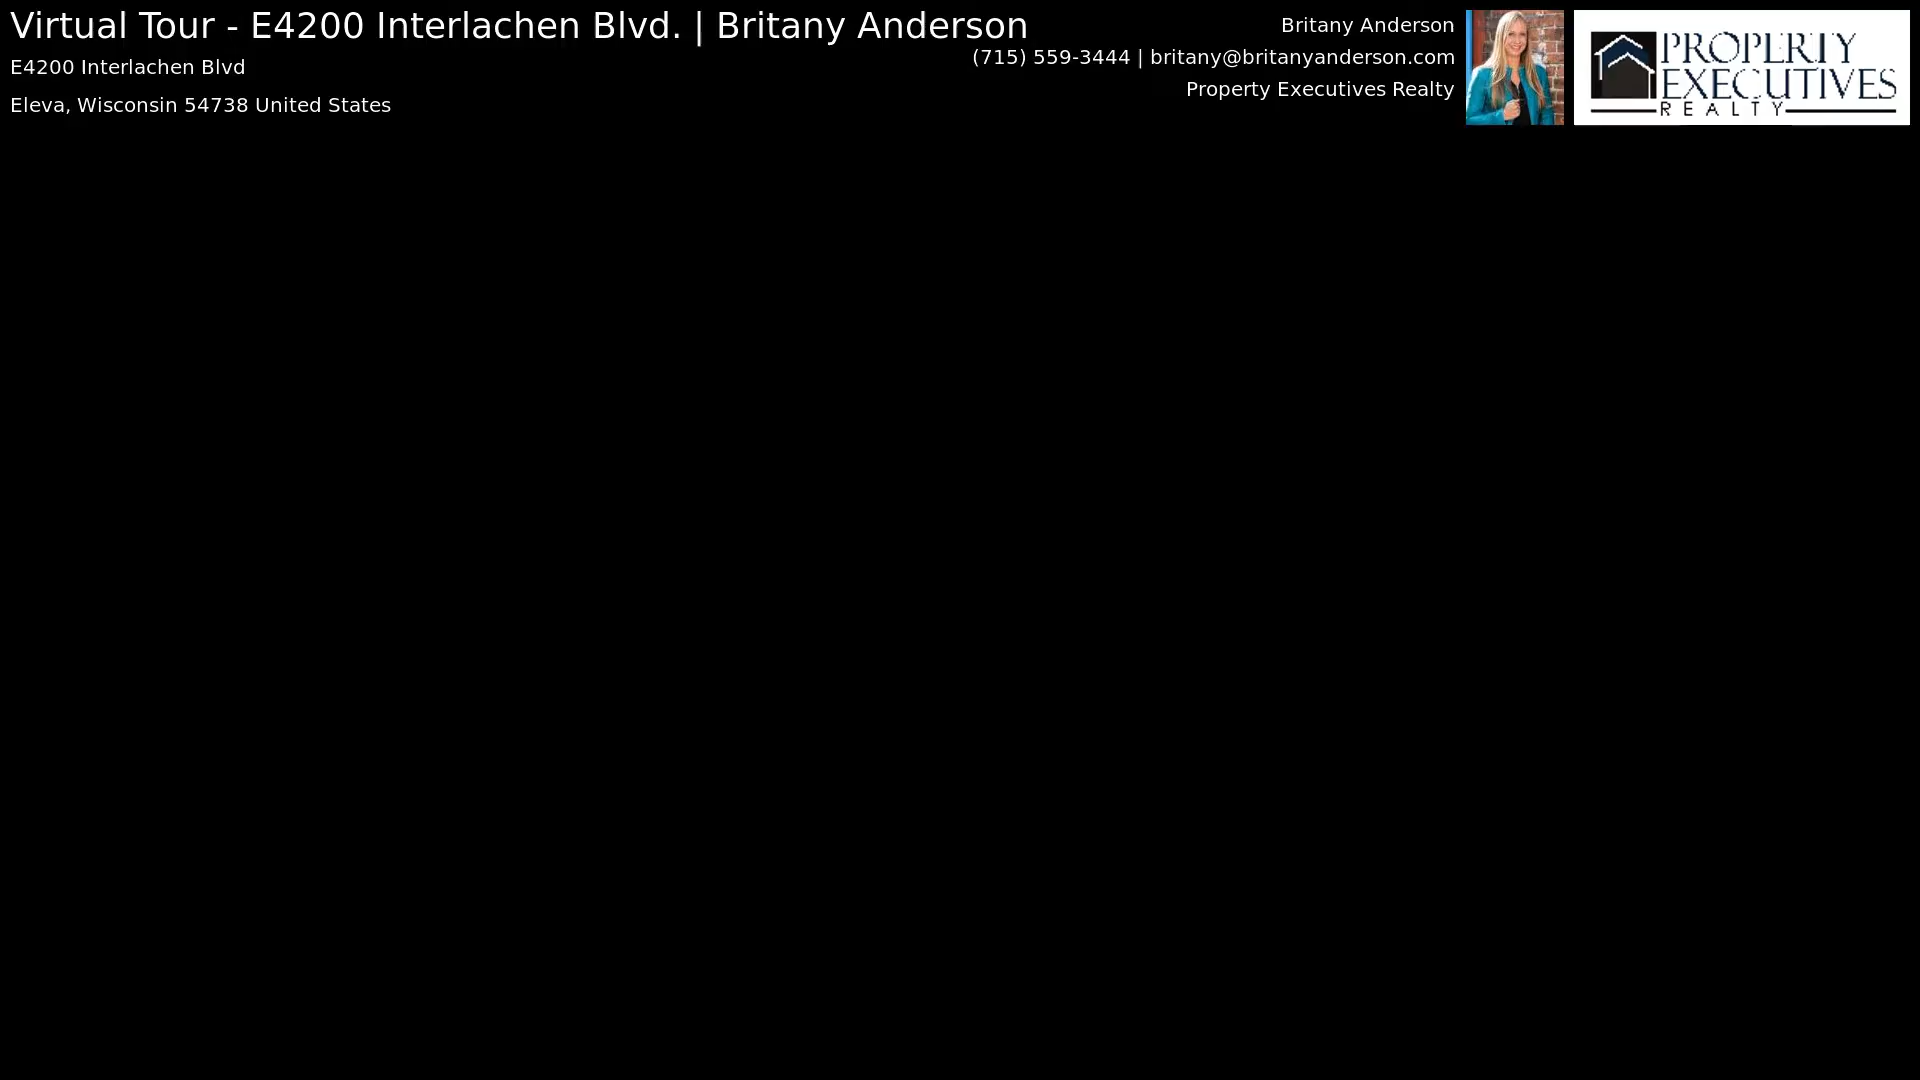 Virtual Tour - E4200 Interlachen Blvd. | Britany Anderson
E4200 Interlachen Blvd
Eleva, Wisconsin 54738 United States
Britany Anderson
(715) 559-3444 | britany@britanyanderson.com
Property Executives Realty
PROPERTY
EXECUTIVES
REALTY